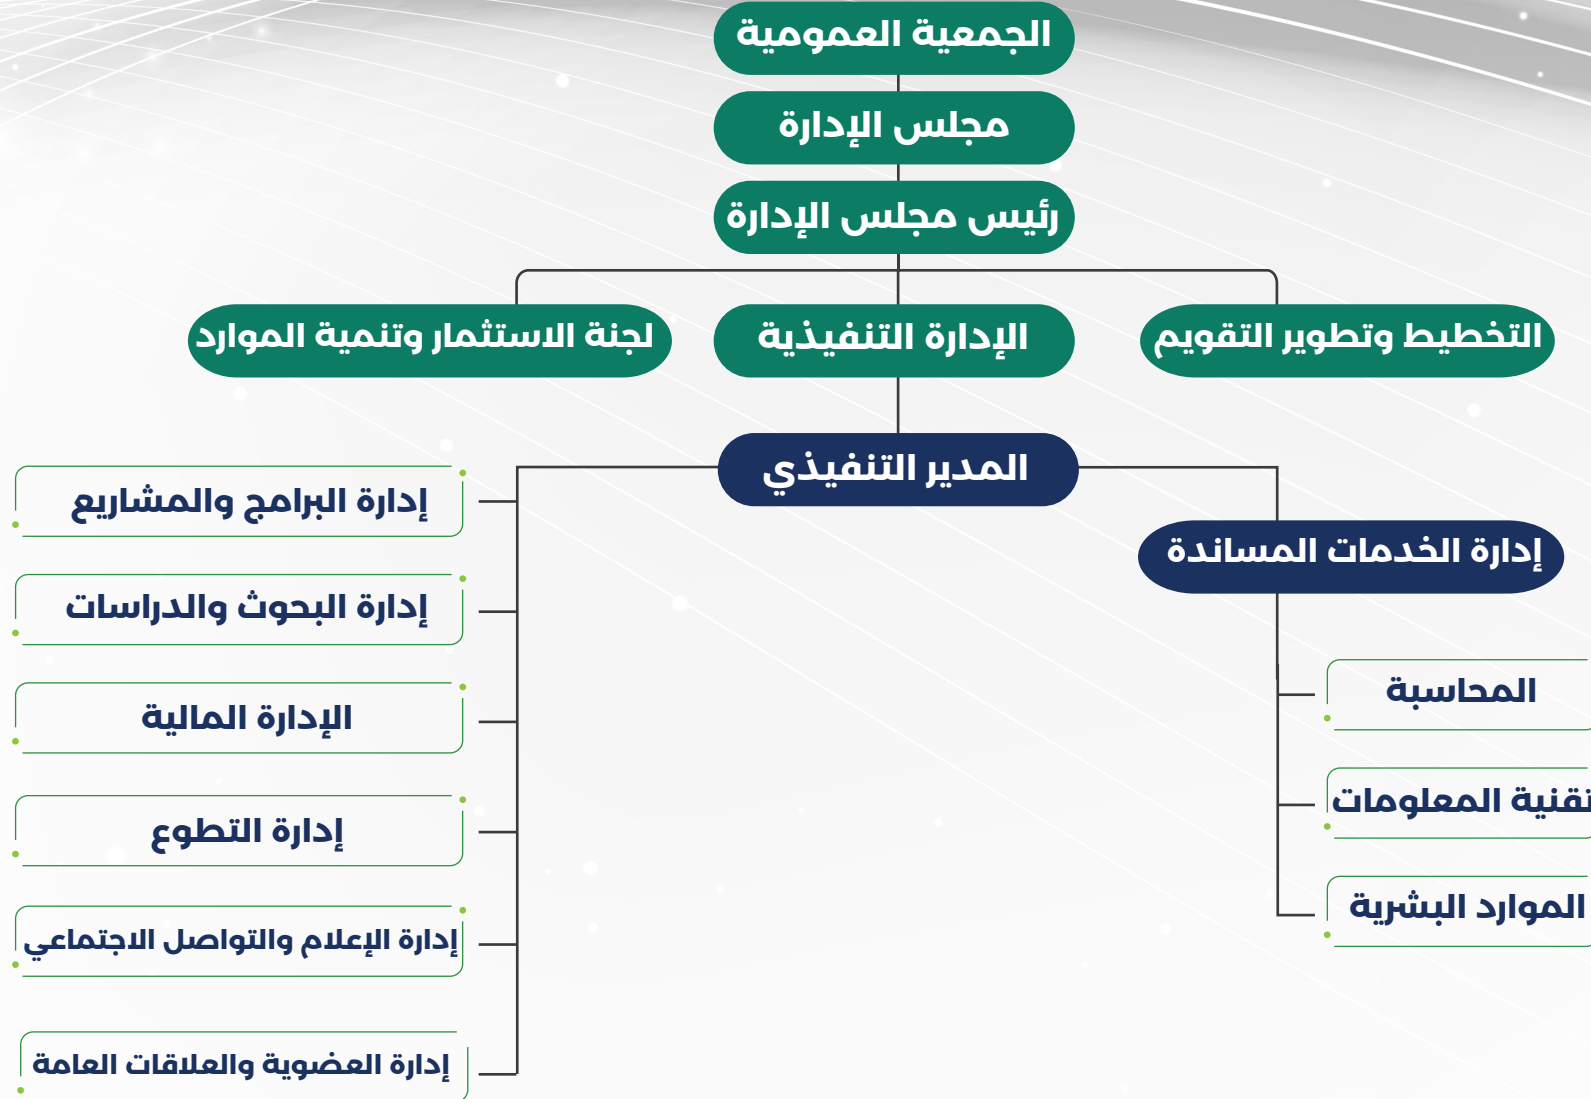 الجمعية العمومية
مجلس الإدارة
رئيس مجلس الإدارة
التخطيط وتطوير التقويم
الإدارة التنفيذية
لجنة الاستثمار وتنمية الموارد
المدير التنفيذي
إدارة الخدمات المساندة
المحاسبة
تقنية المعلومات
الموارد البشرية
إدارة البرامج والمشاريع
إدارة البحوث والدراسات
الإدارة المالية
إدارة التطوع
إدارة الإعلام والتواصل الاجتماعي
إدارة العضوية والعلاقات العامة